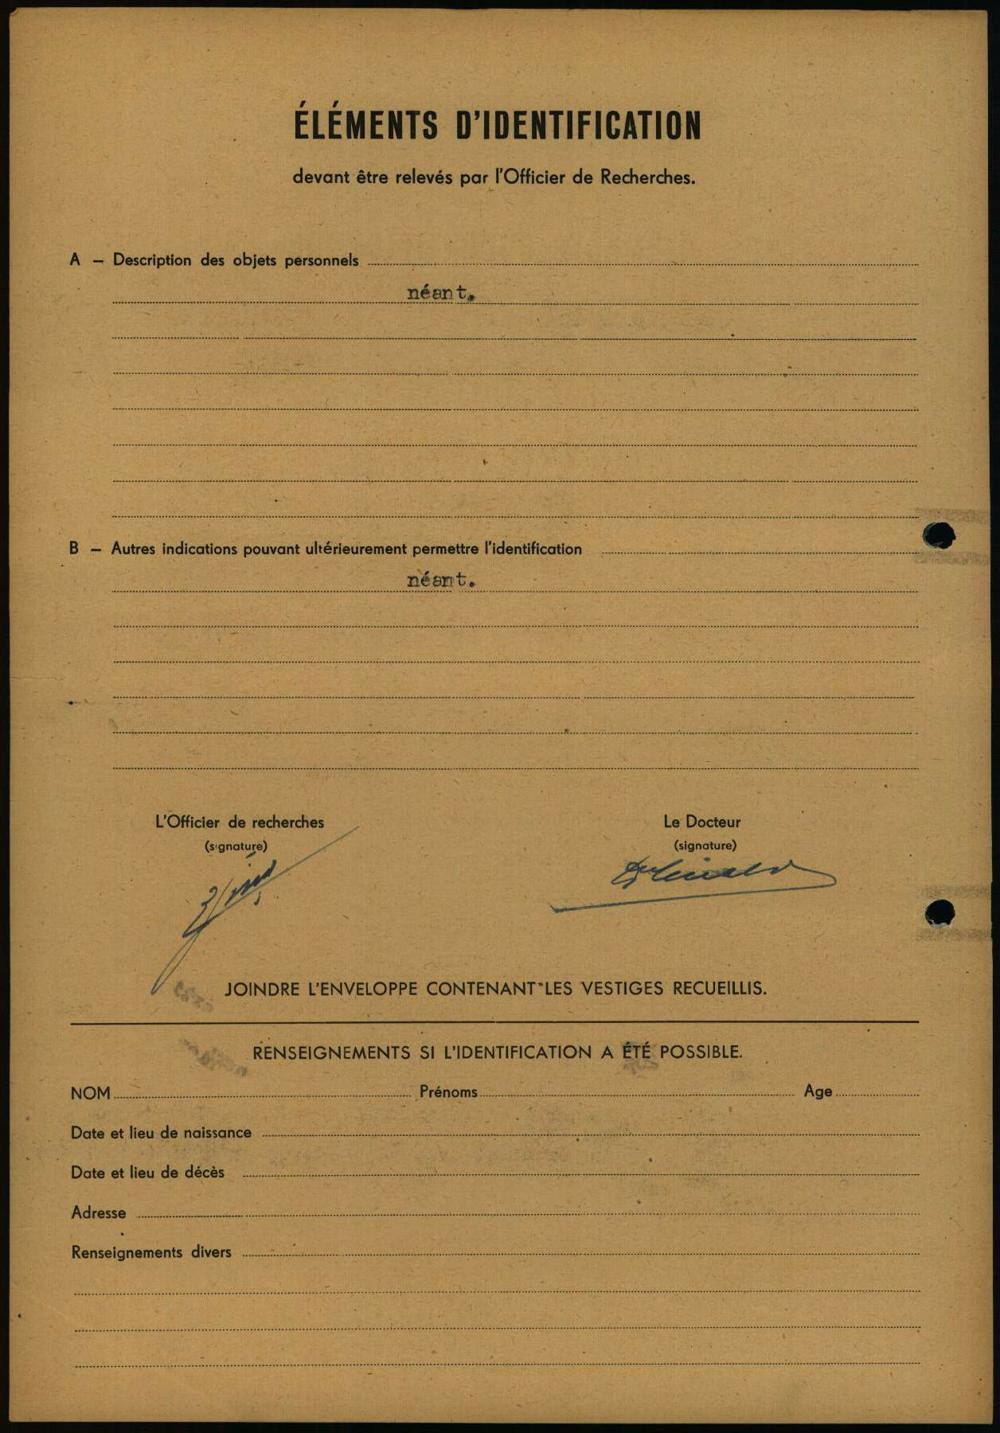 ÉLÉMENTS D'IDENTIFICATION
devant être relevés par l'Officier de Recherches.
A – Description des objets personnels
néant.
B – Autres indications pouvant ultérieurement permettre l'identification
néant.
L'Officier de recherches
(signature)
Le Docteur
(signature)
JOINDRE L'ENVELOPPE CONTENANT LES VESTIGES RECUEILLIS.
RENSEIGNEMENTS SI L'IDENTIFICATION A ÉTÉ POSSIBLE.
NOM Prénoms Age
Date et lieu de naissance
Date et lieu de décès
Adresse
Renseignements divers